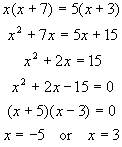 x(x + 7) = 5(x + 3)
x² + 7x = 5x + 15
x² + 2x = 15
x² + 2x − 15 = 0
(x + 5)(x − 3) = 0
x = −5 or x = 3